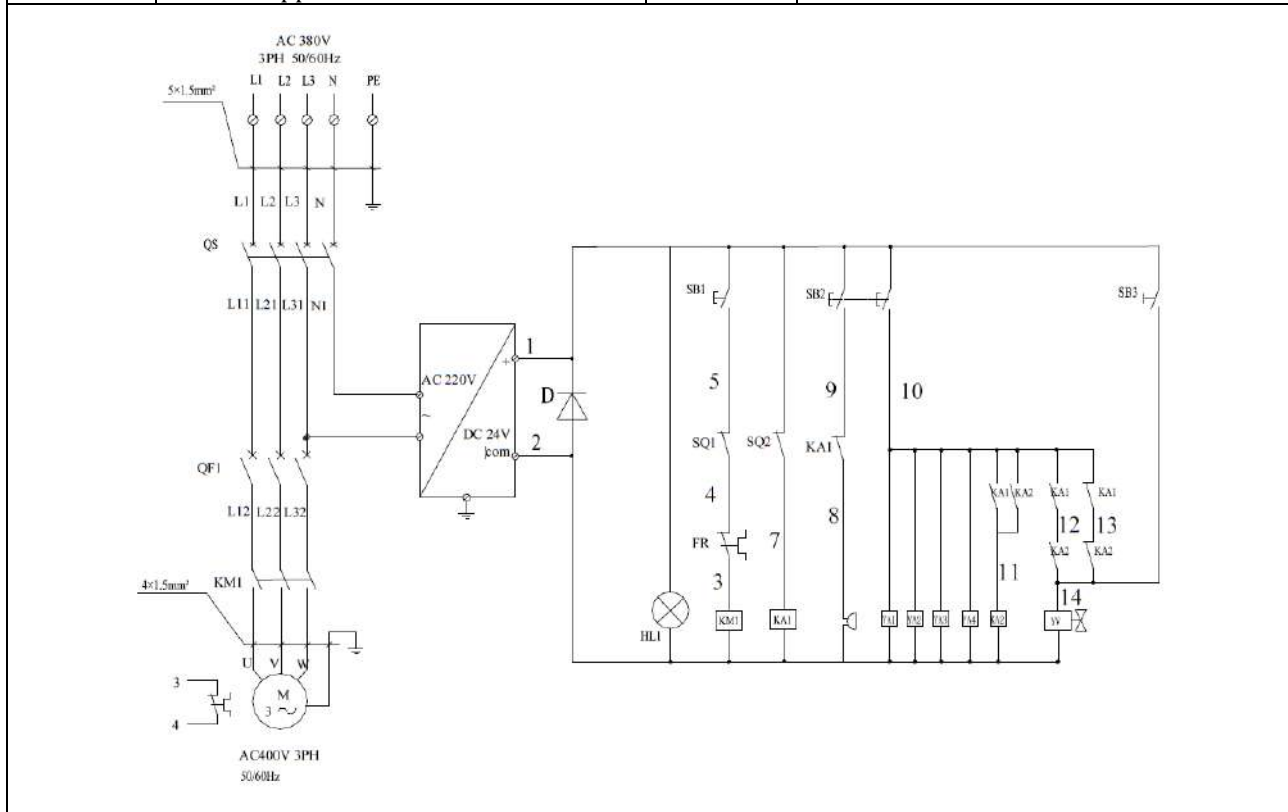 AC 380V
3PH 50/60Hz
L1 L2 L3 N PE
5×1.5mm²
L1 L2 L3 N
QS
L11 L21 L31 N1
SB1
SB2
SB3
1
+
AC 220V
~
D
DC 24V
com
2
5
9
10
QF1
SQ1
SQ2
KA1
L12 L22 L32
4
8
7
KA1 KA2
KA1
KA1
12
13
FR
KA2
KA2
3
11
4×1.5mm²
KM1
14
HL1
KM1
KA1
YA1
YA2
YA3
YA4
KA2
YV
U V W
3
4
M
3 ~
AC400V 3PH
50/60Hz